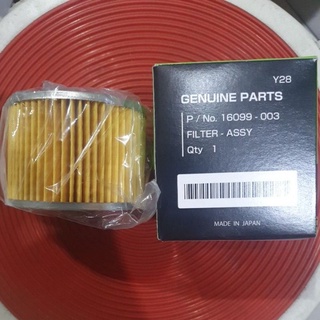 Y28
GENUINE PARTS
P / No. 16099 - 003
FILTER - ASSY
Qty 1
MADE IN JAPAN